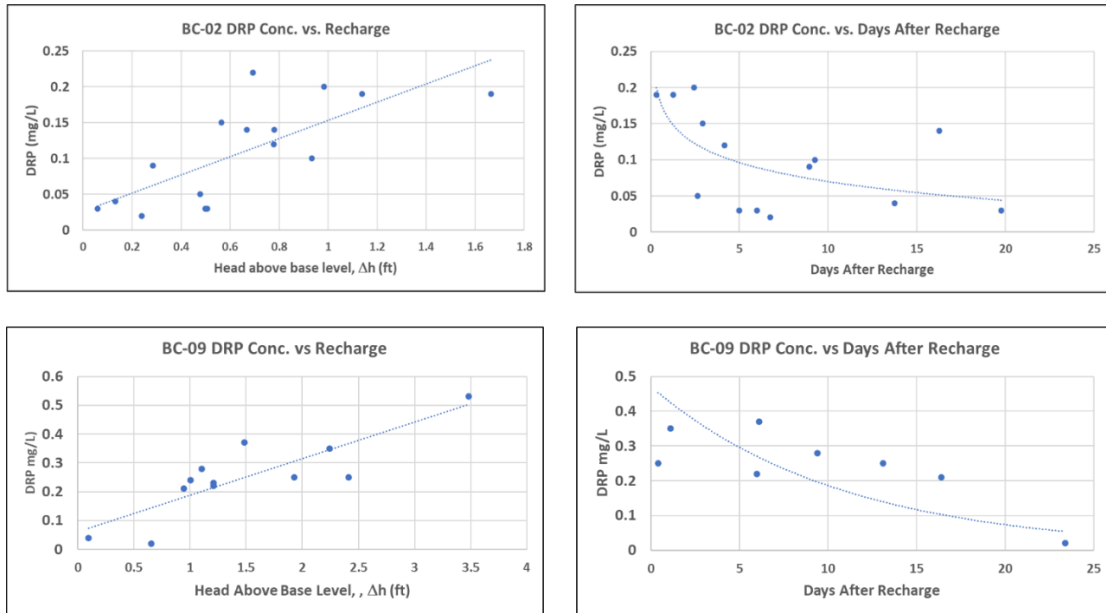 BC-02 DRP Conc. vs. Recharge
DRP (mg/L)
0.25
0.2
0.15
0.1
0.05
0
0 0.2 0.4 0.6 0.8 1 1.2 1.4 1.6 1.8
Head above base level, Δh (ft)
BC-02 DRP Conc. vs. Days After Recharge
DRP (mg/L)
0.25
0.2
0.15
0.1
0.05
0
0 5 10 15 20 25
Days After Recharge
BC-09 DRP Conc. vs Recharge
DRP mg/L)
0.6
0.5
0.4
0.3
0.2
0.1
0
0 0.5 1 1.5 2 2.5 3 3.5 4
Head Above Base Level, , Δh (ft)
BC-09 DRP Conc. vs Days After Recharge
DRP mg/L
0.5
0.4
0.3
0.2
0.1
0
0 5 10 15 20 25
Days After Recharge